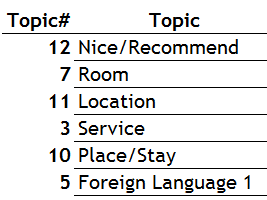 Topic# Topic
12 Nice/Recommend
7 Room
11 Location
3 Service
10 Place/Stay
5 Foreign Language 1